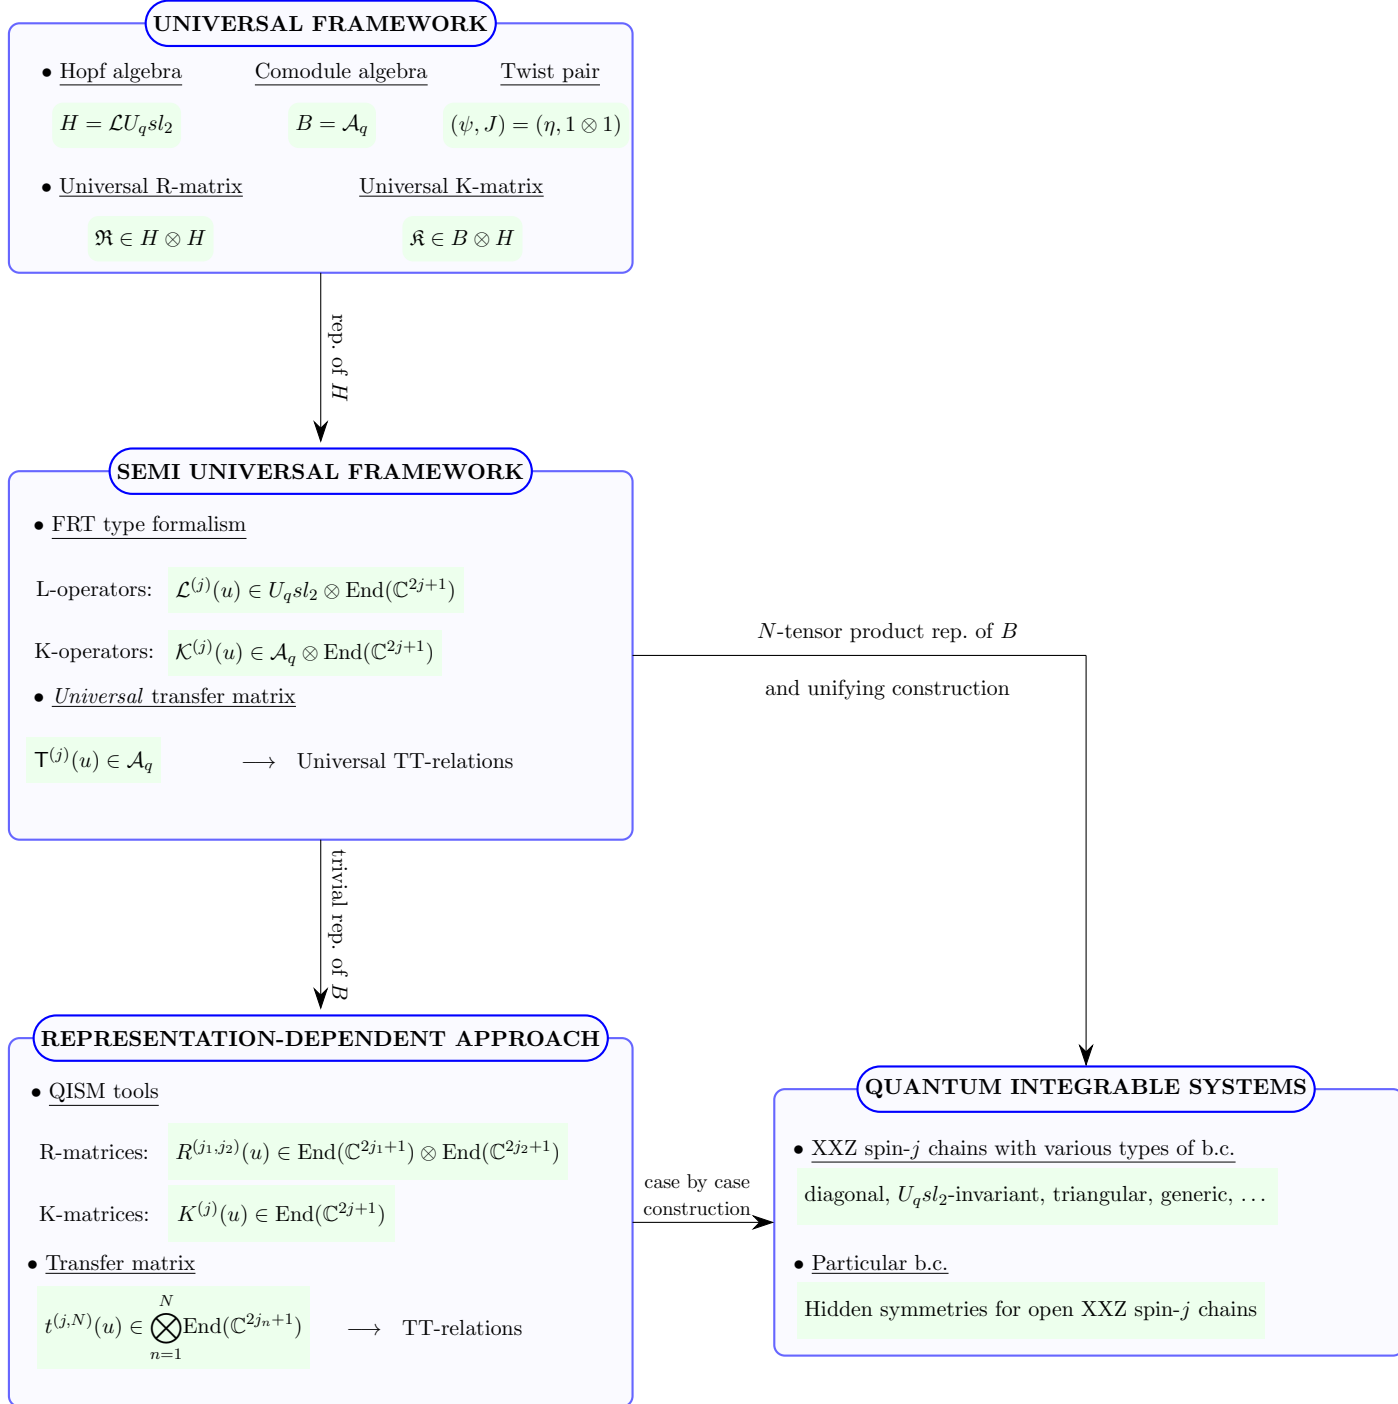 UNIVERSAL FRAMEWORK
• Hopf algebra Comodule algebra Twist pair
H = ℒU_q sl_2 B = 𝒜_q (ψ, J) = (η, 1 ⊗ 1)
• Universal R-matrix Universal K-matrix
ℜ ∈ H ⊗ H 𝔎 ∈ B ⊗ H
rep. of H
SEMI UNIVERSAL FRAMEWORK
• FRT type formalism
L-operators: ℒ^{(j)}(u) ∈ U_q sl_2 ⊗ End(ℂ^{2j+1})
K-operators: 𝒦^{(j)}(u) ∈ 𝒜_q ⊗ End(ℂ^{2j+1})
• Universal transfer matrix
T^{(j)}(u) ∈ 𝒜_q ⟶ Universal TT-relations
N-tensor product rep. of B
and unifying construction
trivial rep. of B
REPRESENTATION-DEPENDENT APPROACH
• QISM tools
R-matrices: R^{(j_1,j_2)}(u) ∈ End(ℂ^{2j_1+1}) ⊗ End(ℂ^{2j_2+1})
K-matrices: K^{(j)}(u) ∈ End(ℂ^{2j+1})
• Transfer matrix
t^{(j,N)}(u) ∈ ⨂_{n=1}^{N} End(ℂ^{2j_n+1}) ⟶ TT-relations
case by case
construction
QUANTUM INTEGRABLE SYSTEMS
• XXZ spin-j chains with various types of b.c.
diagonal, U_q sl_2-invariant, triangular, generic, …
• Particular b.c.
Hidden symmetries for open XXZ spin-j chains